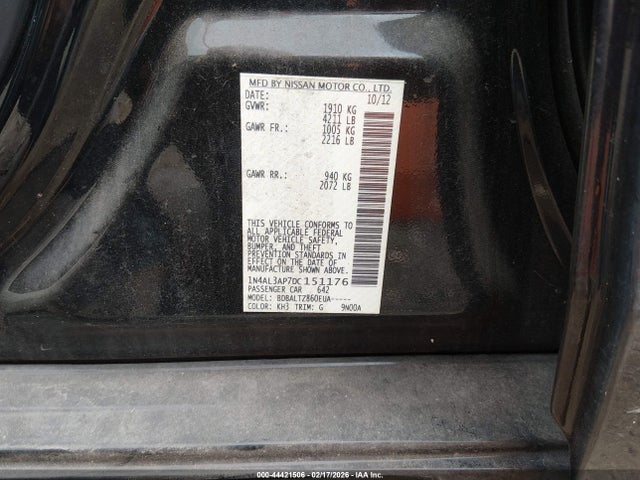 MFD BY NISSAN MOTOR CO., LTD.
DATE: 10/12
GVWR: 1910 KG
4211 LB
GAWR FR.: 1005 KG
2216 LB
GAWR RR.: 940 KG
2072 LB
THIS VEHICLE CONFORMS TO
ALL APPLICABLE FEDERAL
MOTOR VEHICLE SAFETY,
BUMPER, AND THEFT
PREVENTION STANDARDS IN
EFFECT ON THE DATE OF
MANUFACTURE SHOWN ABOVE.
1N4AL3AP7DC151176
PASSENGER CAR 642
MODEL: BDBALTZB60EUA-----
COLOR: KH3 TRIM: G 9N00A
000-44421506 - 02/17/2026 - IAA Inc.